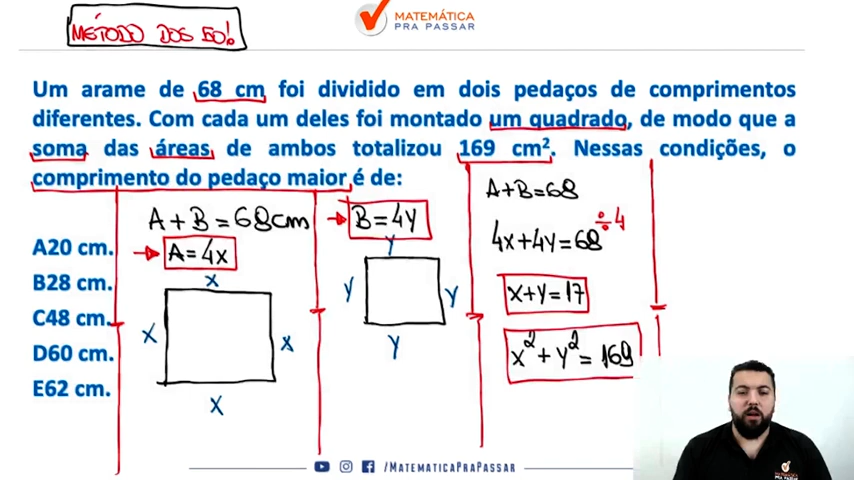 MÉTODO DOS 50!
MATEMÁTICA
PRA PASSAR
Um arame de 68 cm foi dividido em dois pedaços de comprimentos
diferentes. Com cada um deles foi montado um quadrado, de modo que a
soma das áreas de ambos totalizou 169 cm². Nessas condições, o
comprimento do pedaço maior é de:
A20 cm.
B28 cm.
C48 cm.
D60 cm.
E62 cm.
A+B=68cm
A=4x
x
x
x
x
B=4y
y
y
y
y
A+B=68
4x+4y=68 ÷4
x+y=17
x²+y²=169
/MATEMATICAPRAPASSAR